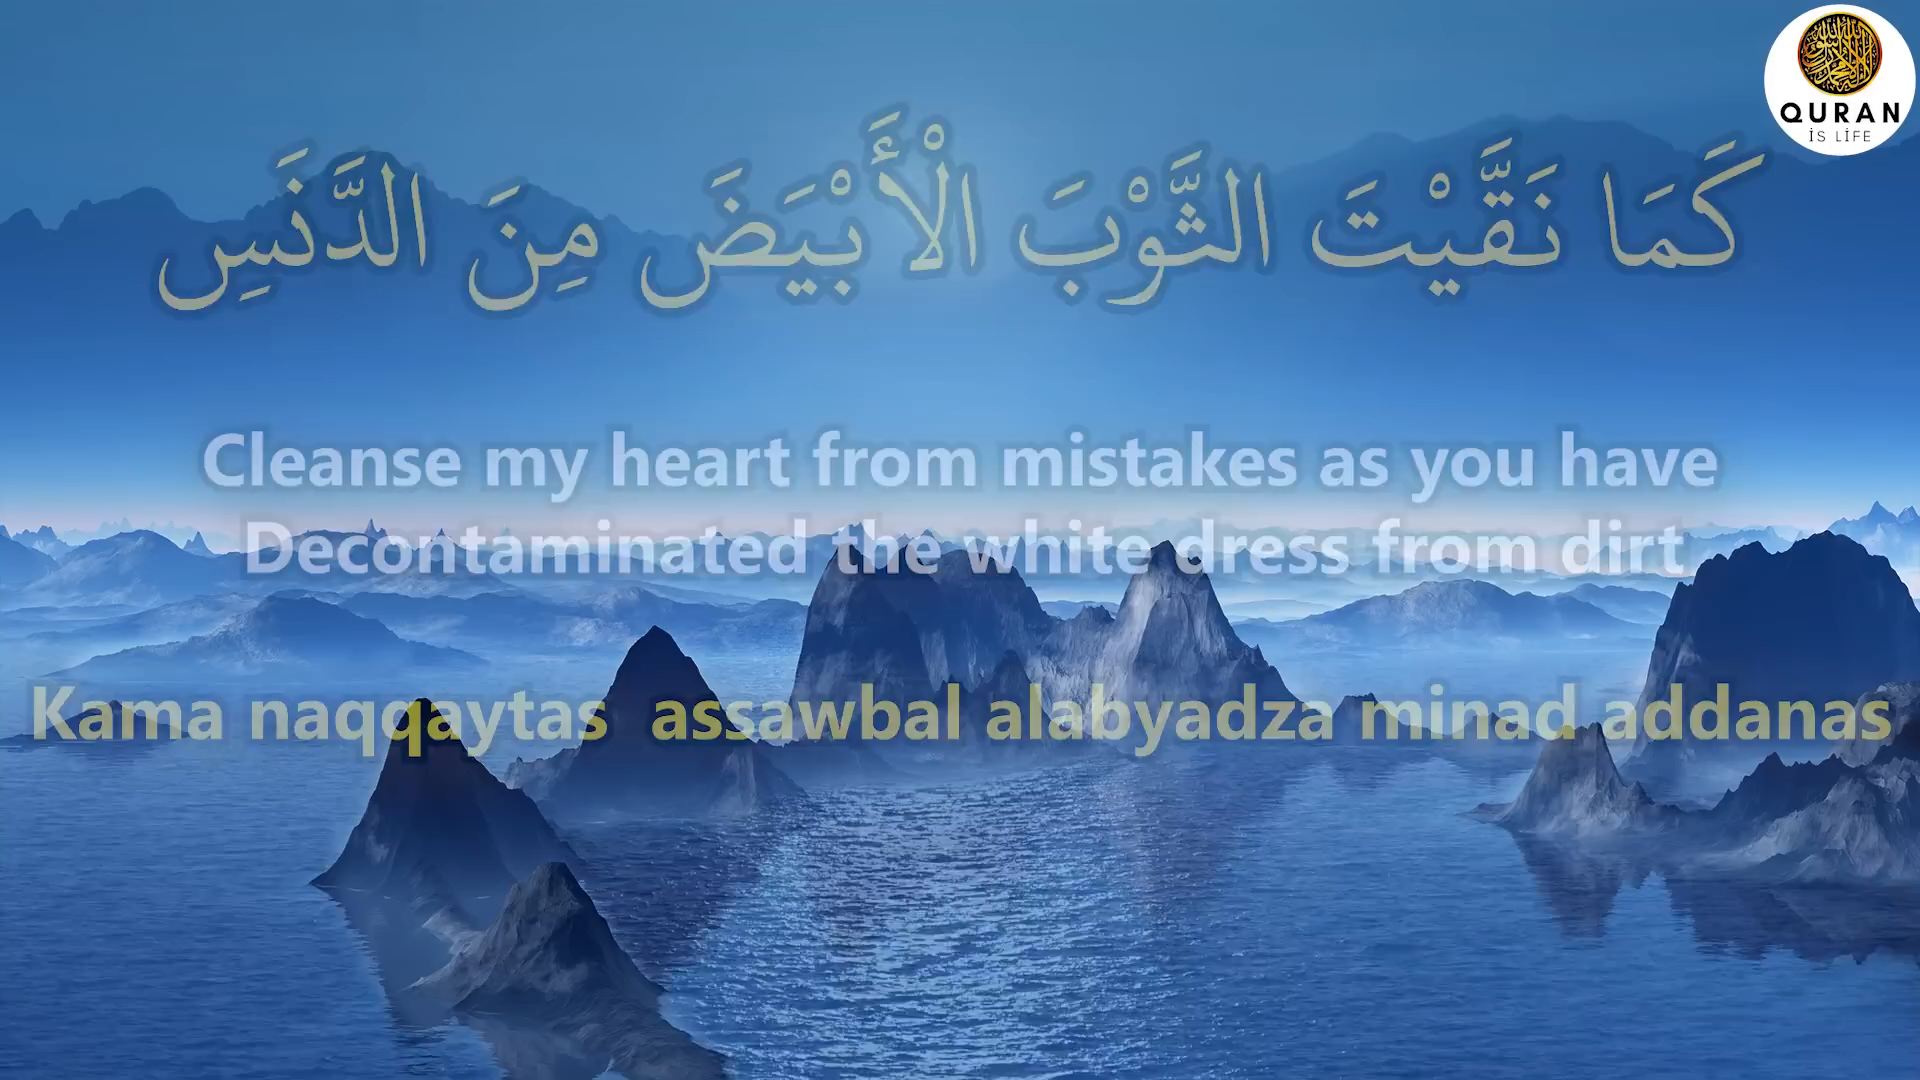 QURAN
İS LİFE
كَمَا نَقَّيْتَ الثَّوْبَ الْأَبْيَضَ مِنَ الدَّنَسِ
Cleanse my heart from mistakes as you have
Decontaminated the white dress from dirt
Kama naqqaytas assawbal alabyadza minad addanas